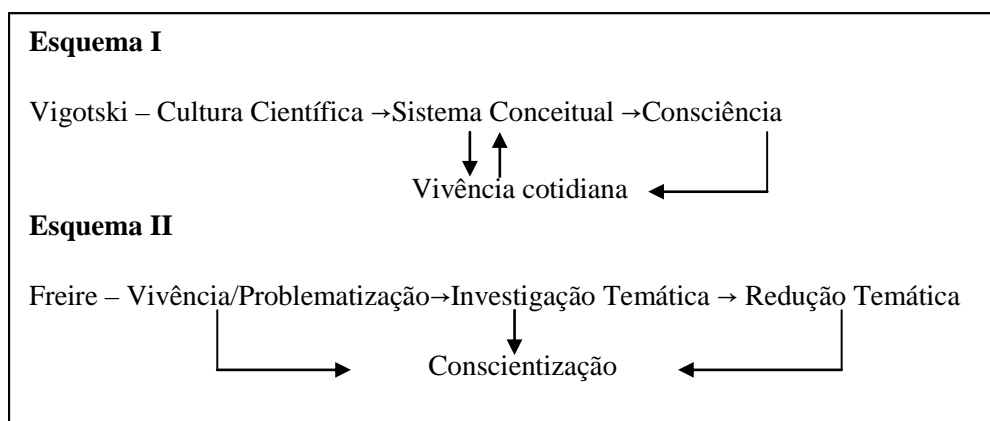 Esquema I
Vigotski – Cultura Científica →Sistema Conceitual →Consciência
Vivência cotidiana
Esquema II
Freire – Vivência/Problematização→Investigação Temática → Redução Temática
Conscientização